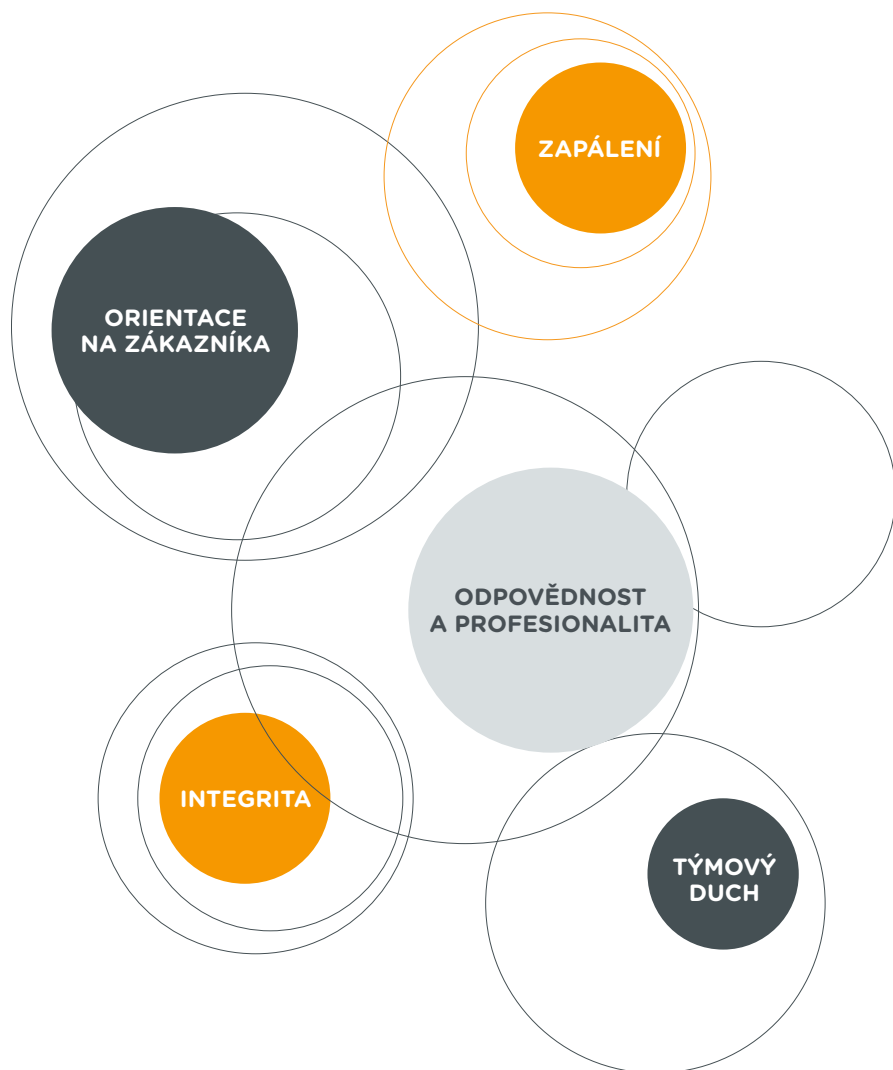 ZAPÁLENÍ
ORIENTACE
NA ZÁKAZNÍKA
ODPOVĚDNOST
A PROFESIONALITA
INTEGRITA
TÝMOVÝ
DUCH